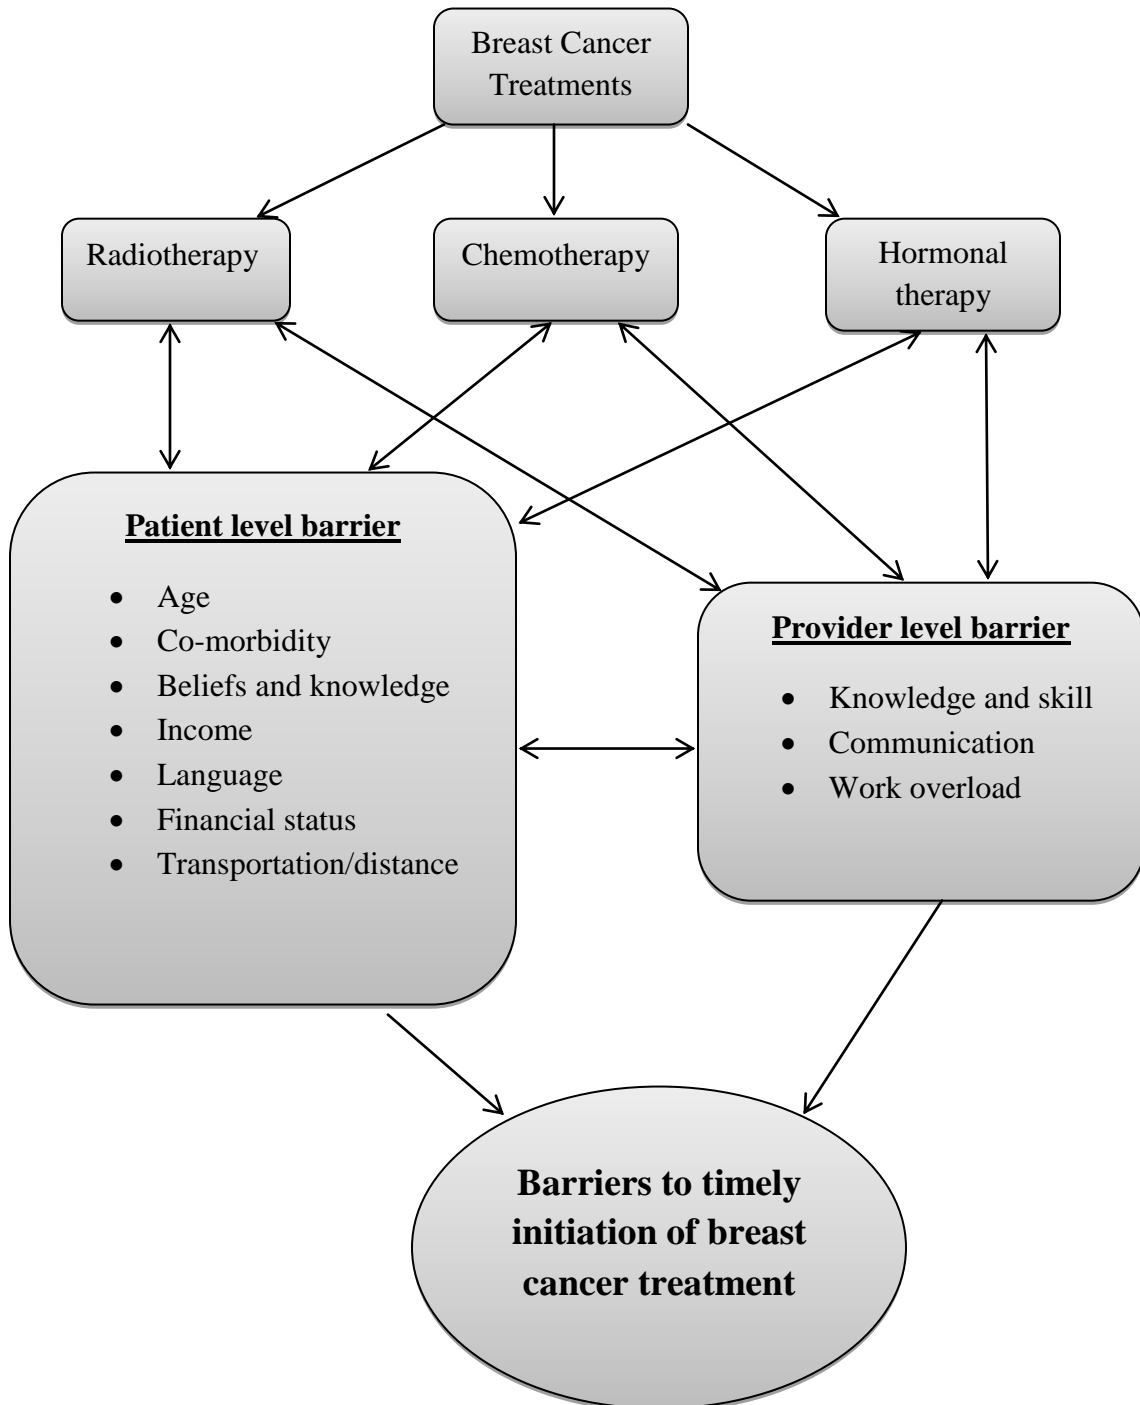 Breast Cancer
Treatments
Radiotherapy
Chemotherapy
Hormonal
therapy
Patient level barrier
• Age
• Co-morbidity
• Beliefs and knowledge
• Income
• Language
• Financial status
• Transportation/distance
Provider level barrier
• Knowledge and skill
• Communication
• Work overload
Barriers to timely
initiation of breast
cancer treatment